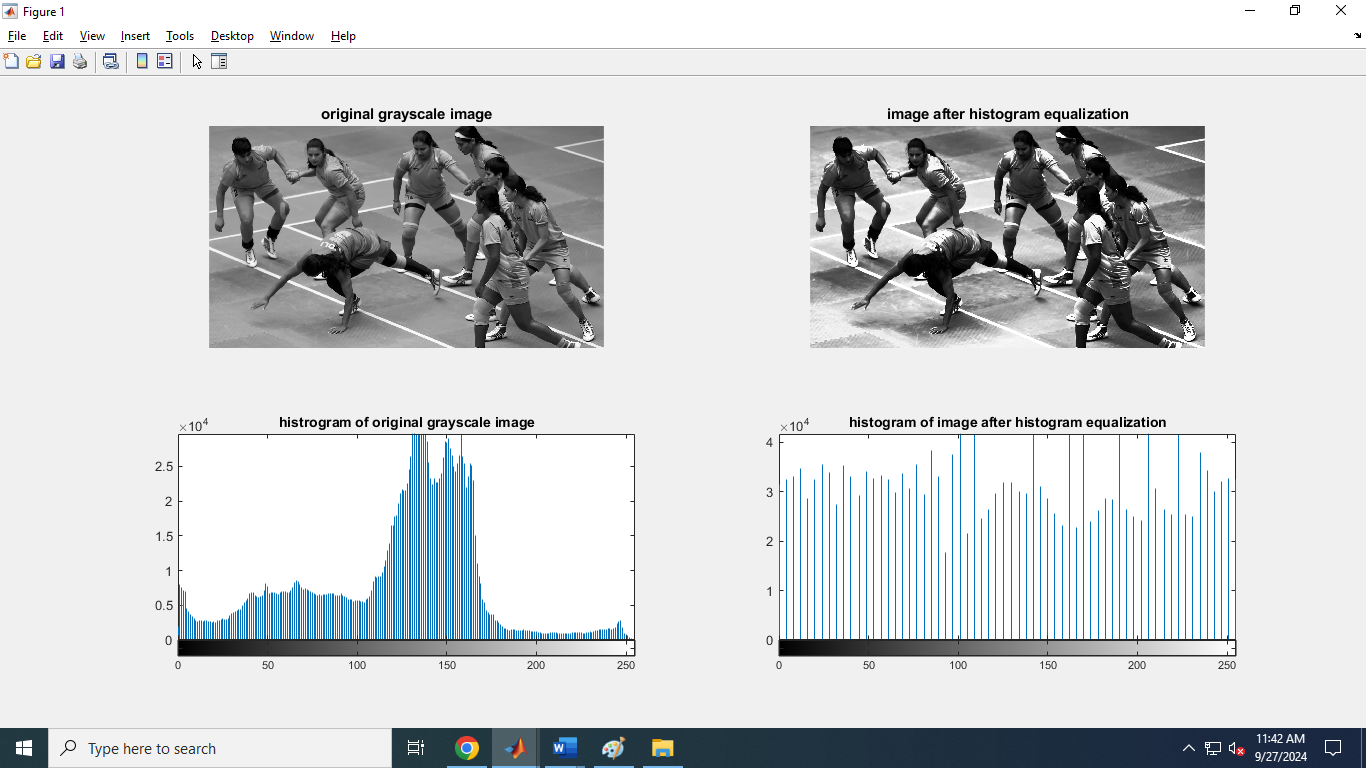 Figure 1
File Edit View Insert Tools Desktop Window Help
original grayscale image
image after histogram equalization
histrogram of original grayscale image
×10⁴
2.5
2
1.5
1
0.5
0
0 50 100 150 200 250
histogram of image after histogram equalization
×10⁴
4
3
2
1
0
0 50 100 150 200 250
Type here to search
11:42 AM
9/27/2024